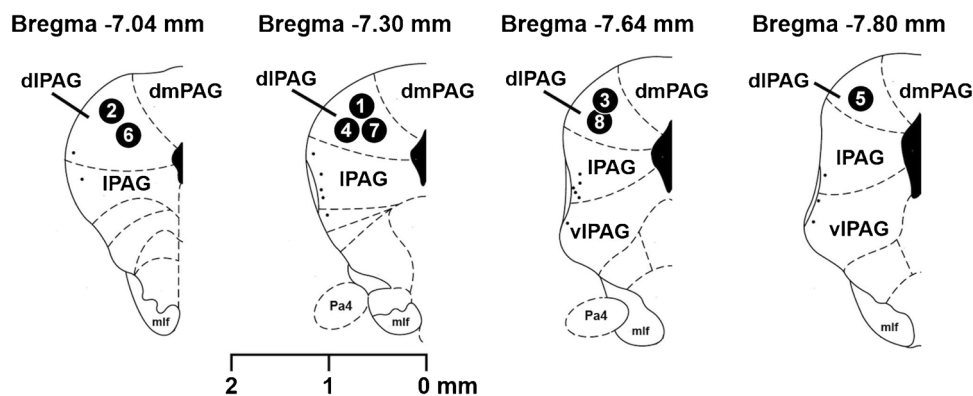 Bregma -7.04 mm
Bregma -7.30 mm
Bregma -7.64 mm
Bregma -7.80 mm
dlPAG
dmPAG
2
6
lPAG
mlf
dlPAG
dmPAG
1
4
7
lPAG
Pa4
mlf
dlPAG
dmPAG
3
8
lPAG
vlPAG
Pa4
mlf
dlPAG
dmPAG
5
lPAG
vlPAG
mlf
2 1 0 mm